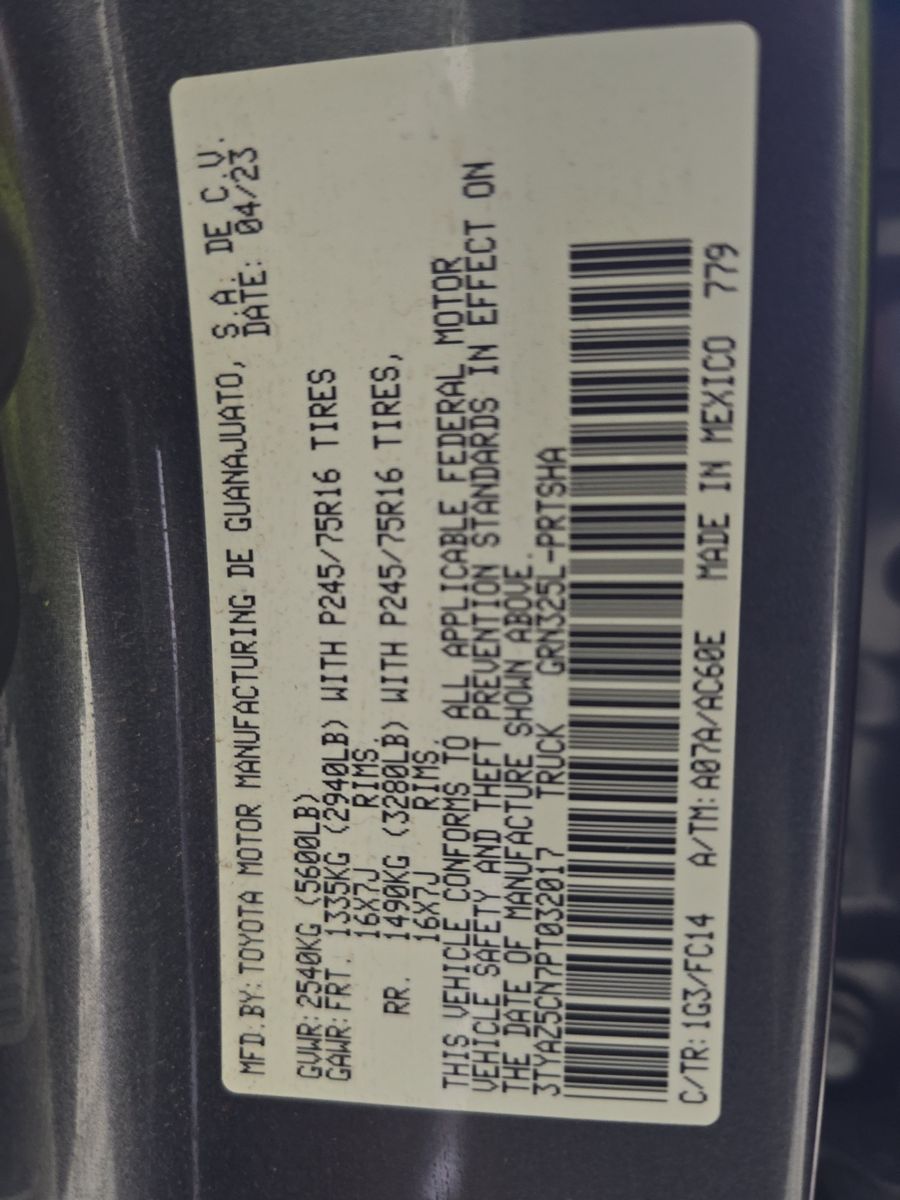 MFD.BY:TOYOTA MOTOR MANUFACTURING DE GUANAJUATO, S.A. DE C.V.
DATE: 04/23
GVWR:2540KG (5600LB)
GAWR:FRT. 1335KG (2940LB) WITH P245/75R16 TIRES
16X7J RIMS,
RR. 1490KG (3280LB) WITH P245/75R16 TIRES,
16X7J RIMS.
THIS VEHICLE CONFORMS TO ALL APPLICABLE FEDERAL MOTOR
VEHICLE SAFETY AND THEFT PREVENTION STANDARDS IN EFFECT ON
THE DATE OF MANUFACTURE SHOWN ABOVE.
3TYAZ5CN7PT032017 TRUCK GRN325L-PRTSHA
C/TR:1G3/FC14 A/TM:A07A/AC60E MADE IN MEXICO 779